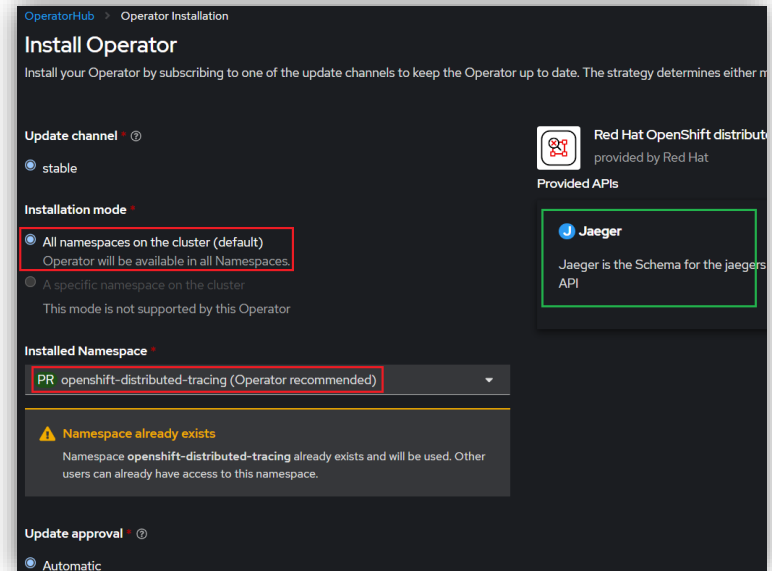 OperatorHub > Operator Installation
Install Operator
Install your Operator by subscribing to one of the update channels to keep the Operator up to date. The strategy determines either
Update channel *
stable
Installation mode *
All namespaces on the cluster (default)
Operator will be available in all Namespaces.
A specific namespace on the cluster
This mode is not supported by this Operator
Installed Namespace *
PR openshift-distributed-tracing (Operator recommended)
Namespace already exists
Namespace openshift-distributed-tracing already exists and will be used. Other
users can already have access to this namespace.
Update approval *
Automatic
Red Hat OpenShift distribute
provided by Red Hat
Provided APIs
J Jaeger
Jaeger is the Schema for the jaegers
API